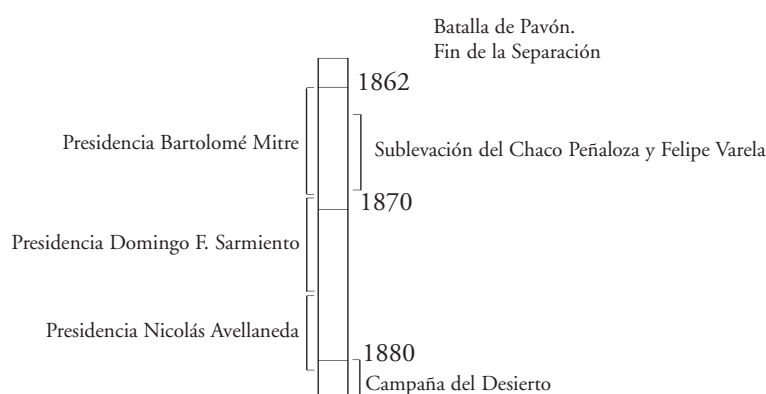 Batalla de Pavón.
Fin de la Separación
1862
Presidencia Bartolomé Mitre
Sublevación del Chaco Peñaloza y Felipe Varela
1870
Presidencia Domingo F. Sarmiento
Presidencia Nicolás Avellaneda
1880
Campaña del Desierto